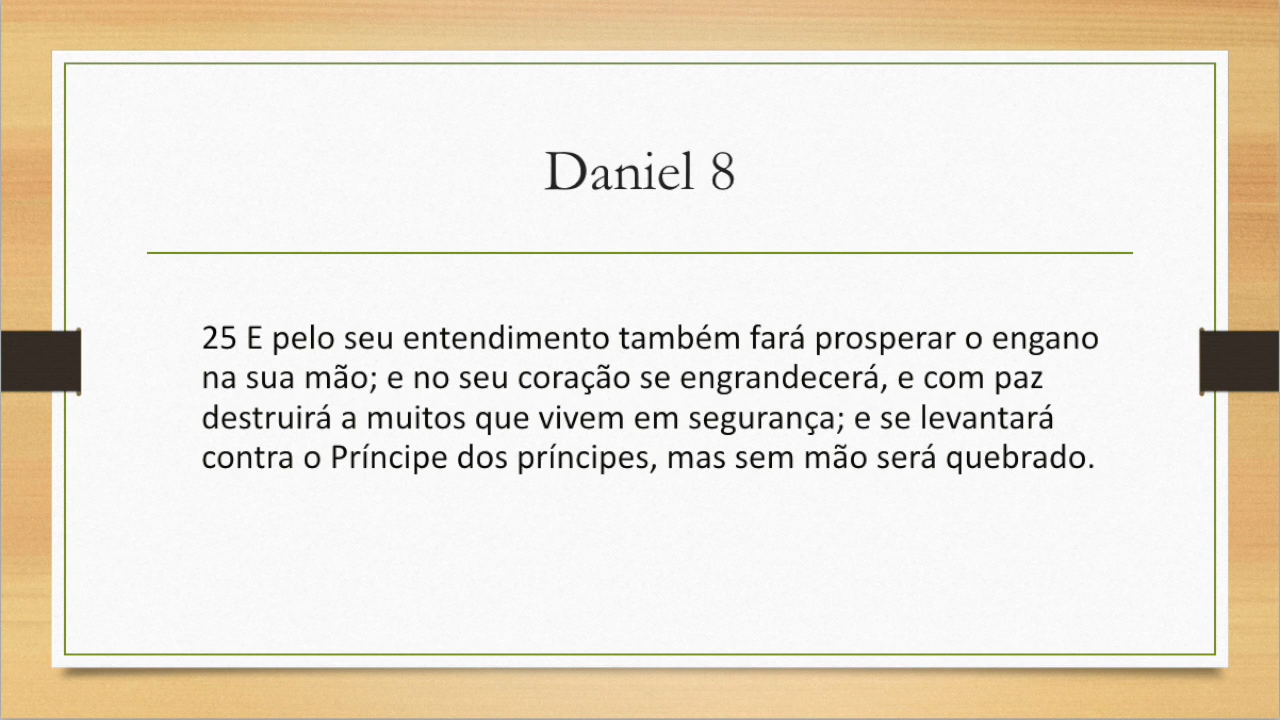 Daniel 8
25 E pelo seu entendimento também fará prosperar o engano
na sua mão; e no seu coração se engrandecerá, e com paz
destruirá a muitos que vivem em segurança; e se levantará
contra o Príncipe dos príncipes, mas sem mão será quebrado.